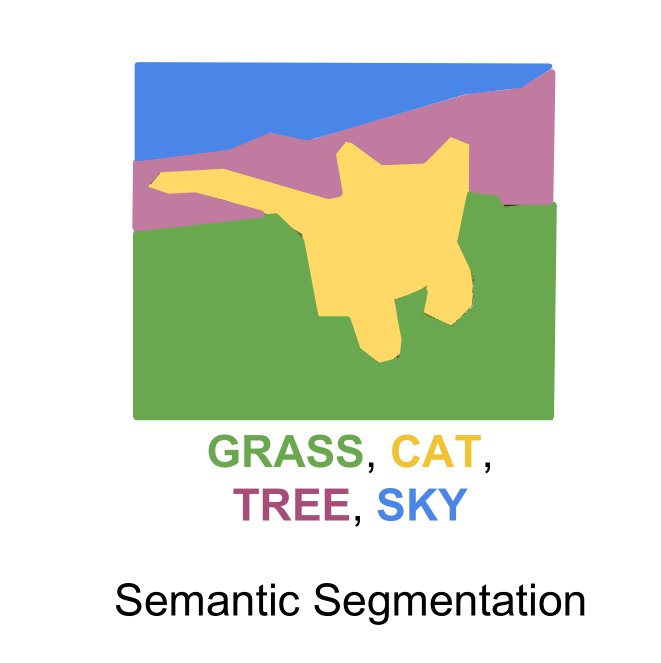 GRASS, CAT,
TREE, SKY
Semantic Segmentation